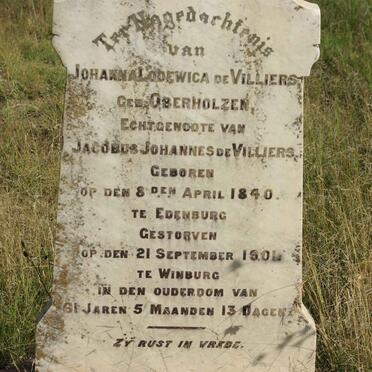 Ter Nagedachtenis
van
Johanna Lodewica de Villiers
Geb. Oberholzen,
Echtgenoote van
Jacobus Johannes de Villiers.
Geboren
op den 8 den April 1840.
te Edenburg
Gestorven
op den 21 September 1901.
te Winburg
in den ouderdom van
61 Jaren 5 Maanden 13 Dagen.
Zy rust in vrede.